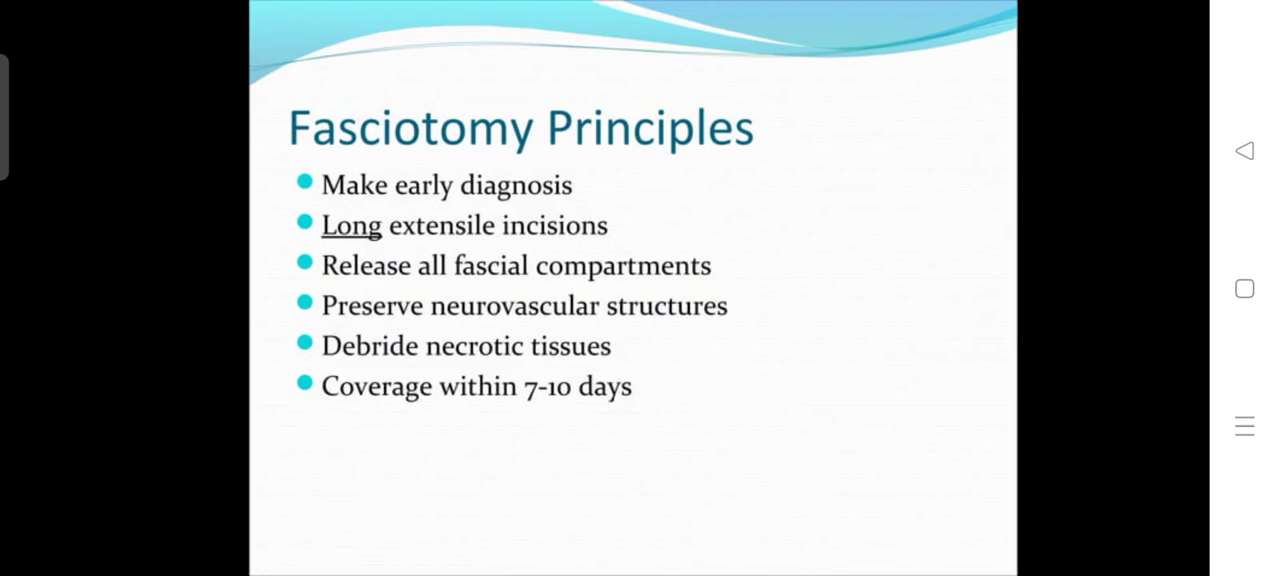 Fasciotomy Principles
Make early diagnosis
Long extensile incisions
Release all fascial compartments
Preserve neurovascular structures
Debride necrotic tissues
Coverage within 7-10 days